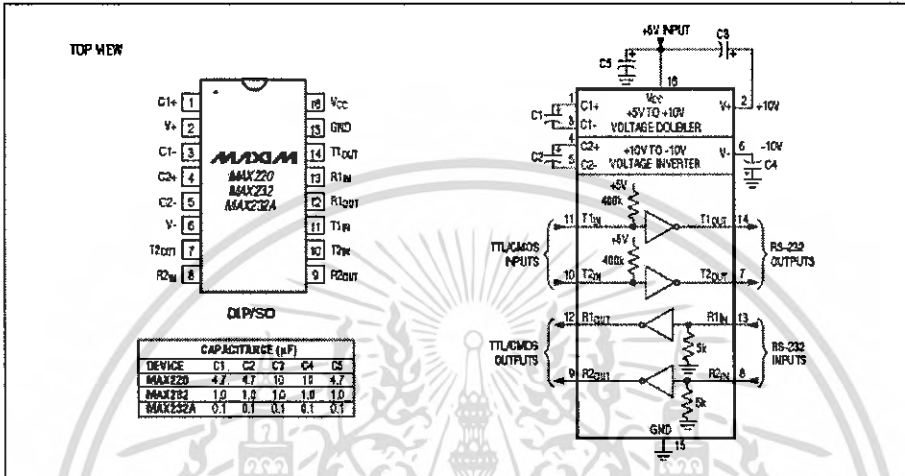 TOP VIEW
C1+ 1
V+ 2
C1- 3
C2+ 4
C2- 5
V- 6
T2OUT 7
R2IN 8
MAXIM
MAX220
MAX232
MAX232A
16 VCC
15 GND
14 T1OUT
13 R1IN
12 R1OUT
11 T1IN
10 T2IN
9 R2OUT
DIP/SO
CAPACITANCE (µF)
DEVICE C1 C2 C3 C4 C5
MAX220 4.7 4.7 10 10 4.7
MAX232 1.0 1.0 1.0 1.0 1.0
MAX232A 0.1 0.1 0.1 0.1 0.1
+5V INPUT
C3
C5
16
VCC
1 C1+
C1
3 C1-
+5V TO +10V
VOLTAGE DOUBLER
V+ 2
+10V
4 C2+
C2
5 C2-
+10V TO -10V
VOLTAGE INVERTER
V- 6
-10V
C4
+5V
400k
11 T1IN
T1OUT 14
TTL/CMOS
INPUTS
+5V
400k
RS-232
OUTPUTS
10 T2IN
T2OUT 7
12 R1OUT
R1IN 13
TTL/CMOS
OUTPUTS
5k
RS-232
INPUTS
9 R2OUT
R2IN 8
5k
GND
15